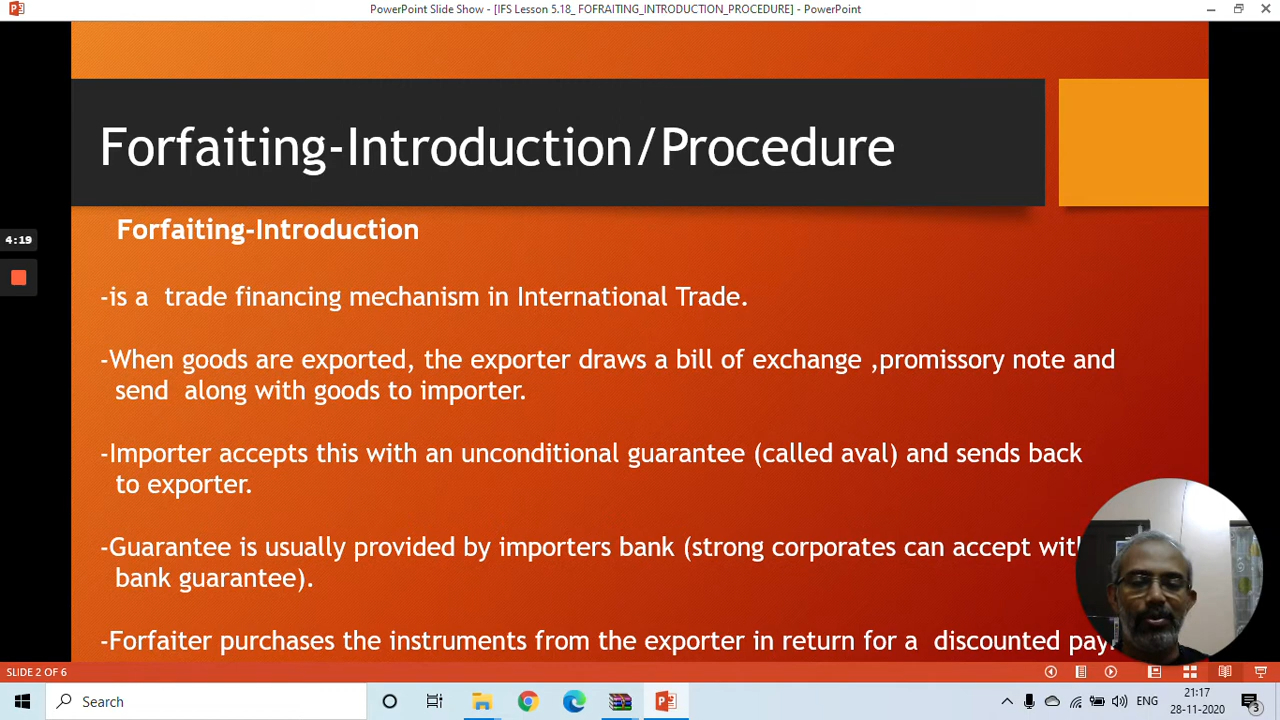 PowerPoint Slide Show - [IFS Lesson 5.18_ FOFRAITING_INTRODUCTION_PROCEDURE] - PowerPoint
Forfaiting-Introduction/Procedure
Forfaiting-Introduction
4:19
-is a trade financing mechanism in International Trade.
-When goods are exported, the exporter draws a bill of exchange ,promissory note and
send along with goods to importer.
-Importer accepts this with an unconditional guarantee (called aval) and sends back
to exporter.
-Guarantee is usually provided by importers bank (strong corporates can accept
bank guarantee).
-Forfaiter purchases the instruments from the exporter in return for a discounted
SLIDE 2 OF 6
Search
ENG
21:17
28-11-2020
3